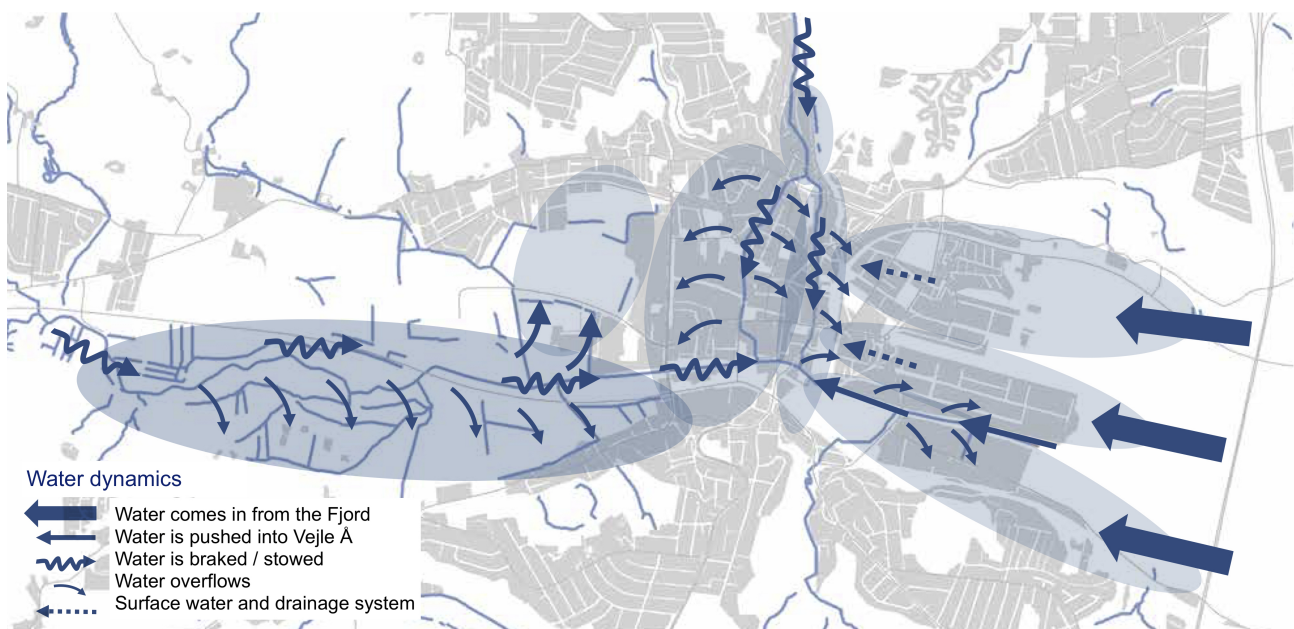 Water dynamics
Water comes in from the Fjord
Water is pushed into Vejle Å
Water is braked / stowed
Water overflows
Surface water and drainage system